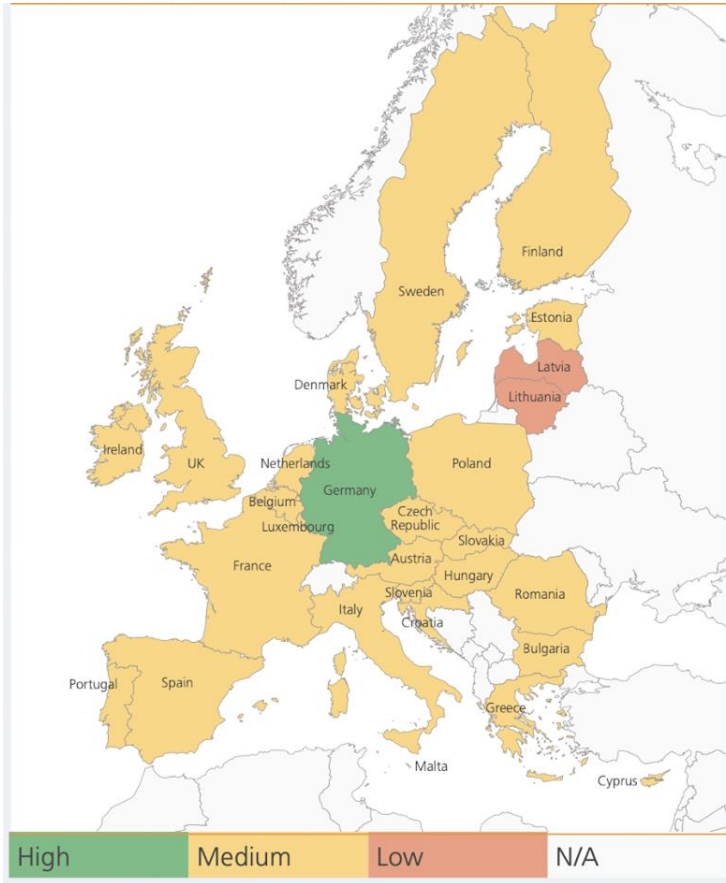 Finland
Sweden
Estonia
Latvia
Denmark
Lithuania
Ireland
UK
Netherlands
Poland
Germany
Belgium
Czech
Republic
Luxembourg
Slovakia
Austria
France
Hungary
Slovenia
Romania
Italy
Croatia
Bulgaria
Portugal
Spain
Greece
Malta
Cyprus
High
Medium
Low
N/A